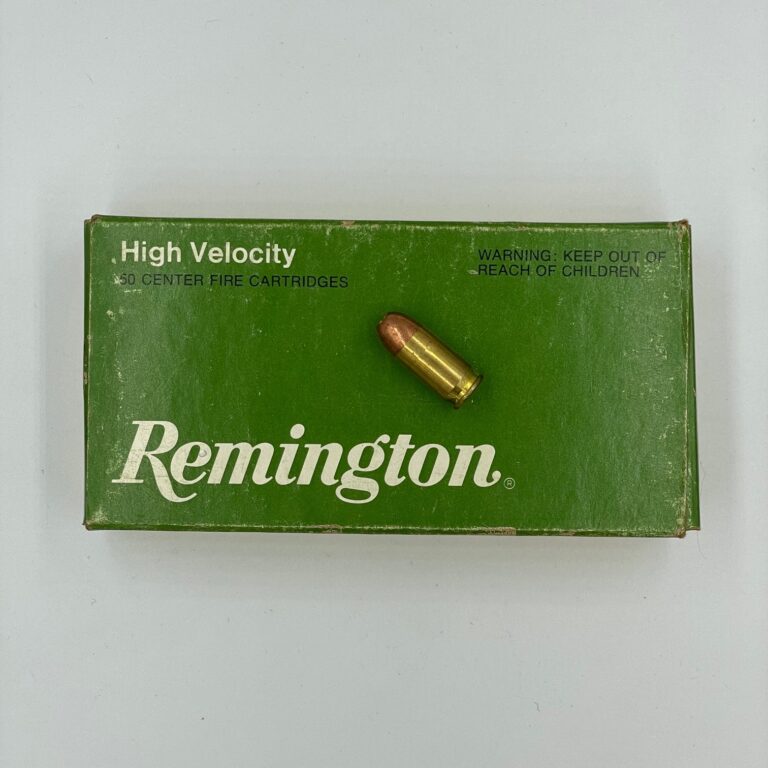 High Velocity
50 CENTER FIRE CARTRIDGES
WARNING: KEEP OUT OF
REACH OF CHILDREN
Remington®